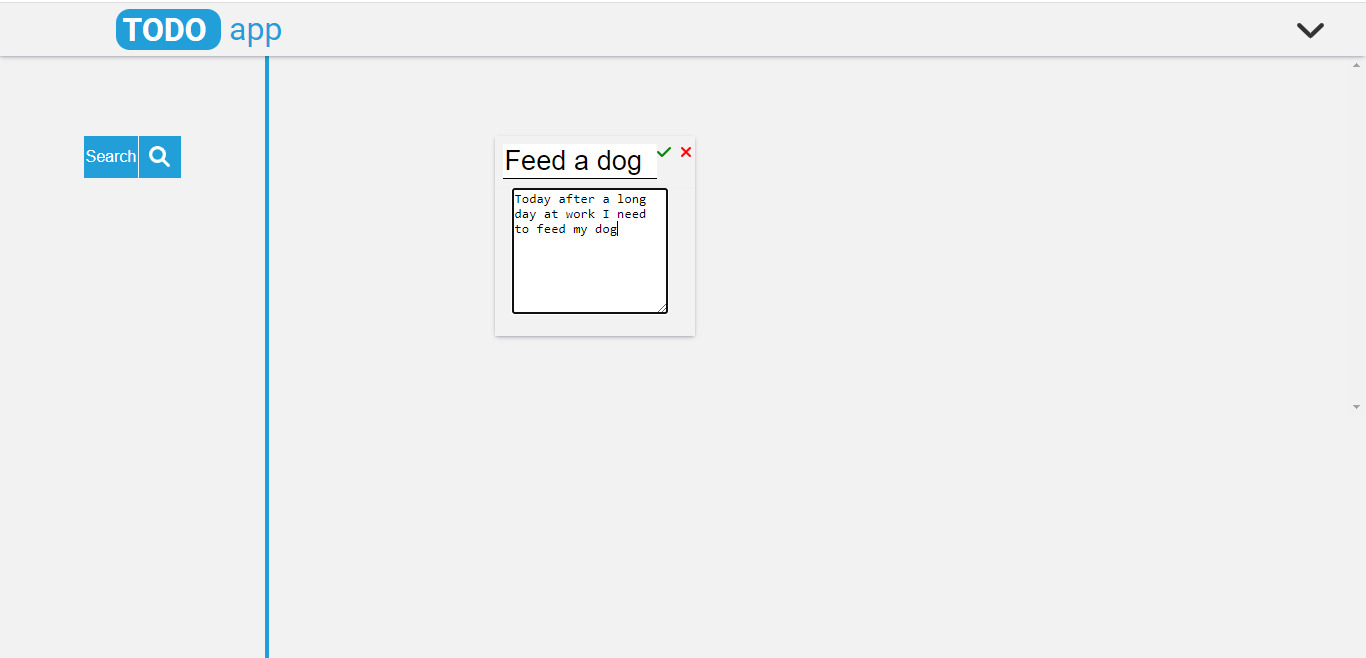 TODO app
Search
Feed a dog
Today after a long
day at work I need
to feed my dog